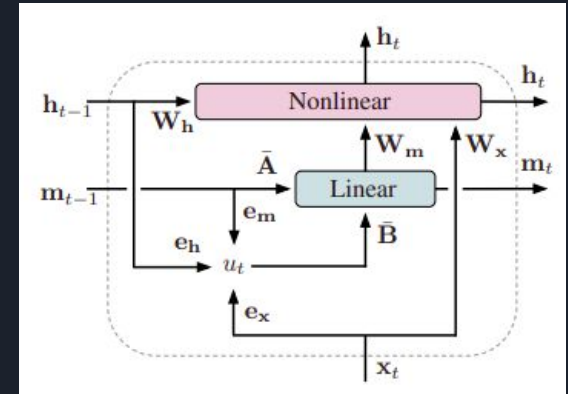 h_t
h_{t-1} W_h Nonlinear h_t
W_m W_x
m_{t-1} Ā Linear m_t
e_m B̄
e_h u_t
e_x
x_t